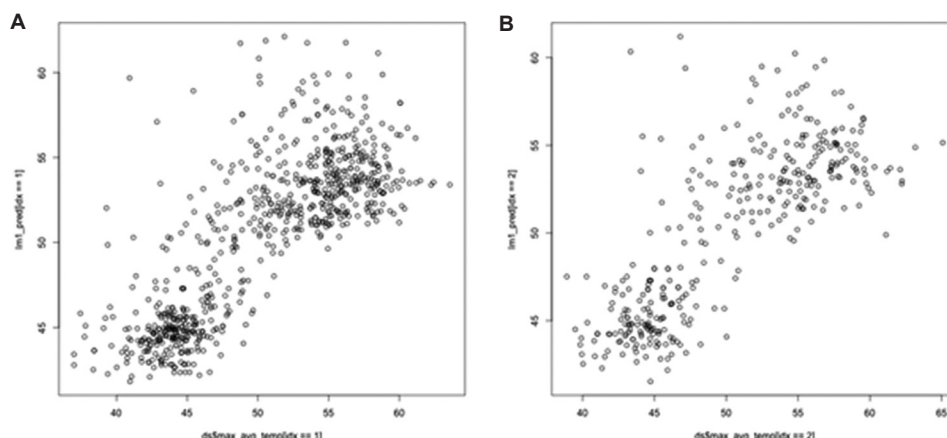 A
B
60
55
50
45
lm1_pred[idx == 1]
40 45 50 55 60
ds$max_avg_temp[idx == 1]
60
55
50
45
lm1_pred[idx == 2]
40 45 50 55 60 65
ds$max_avg_temp[idx == 2]